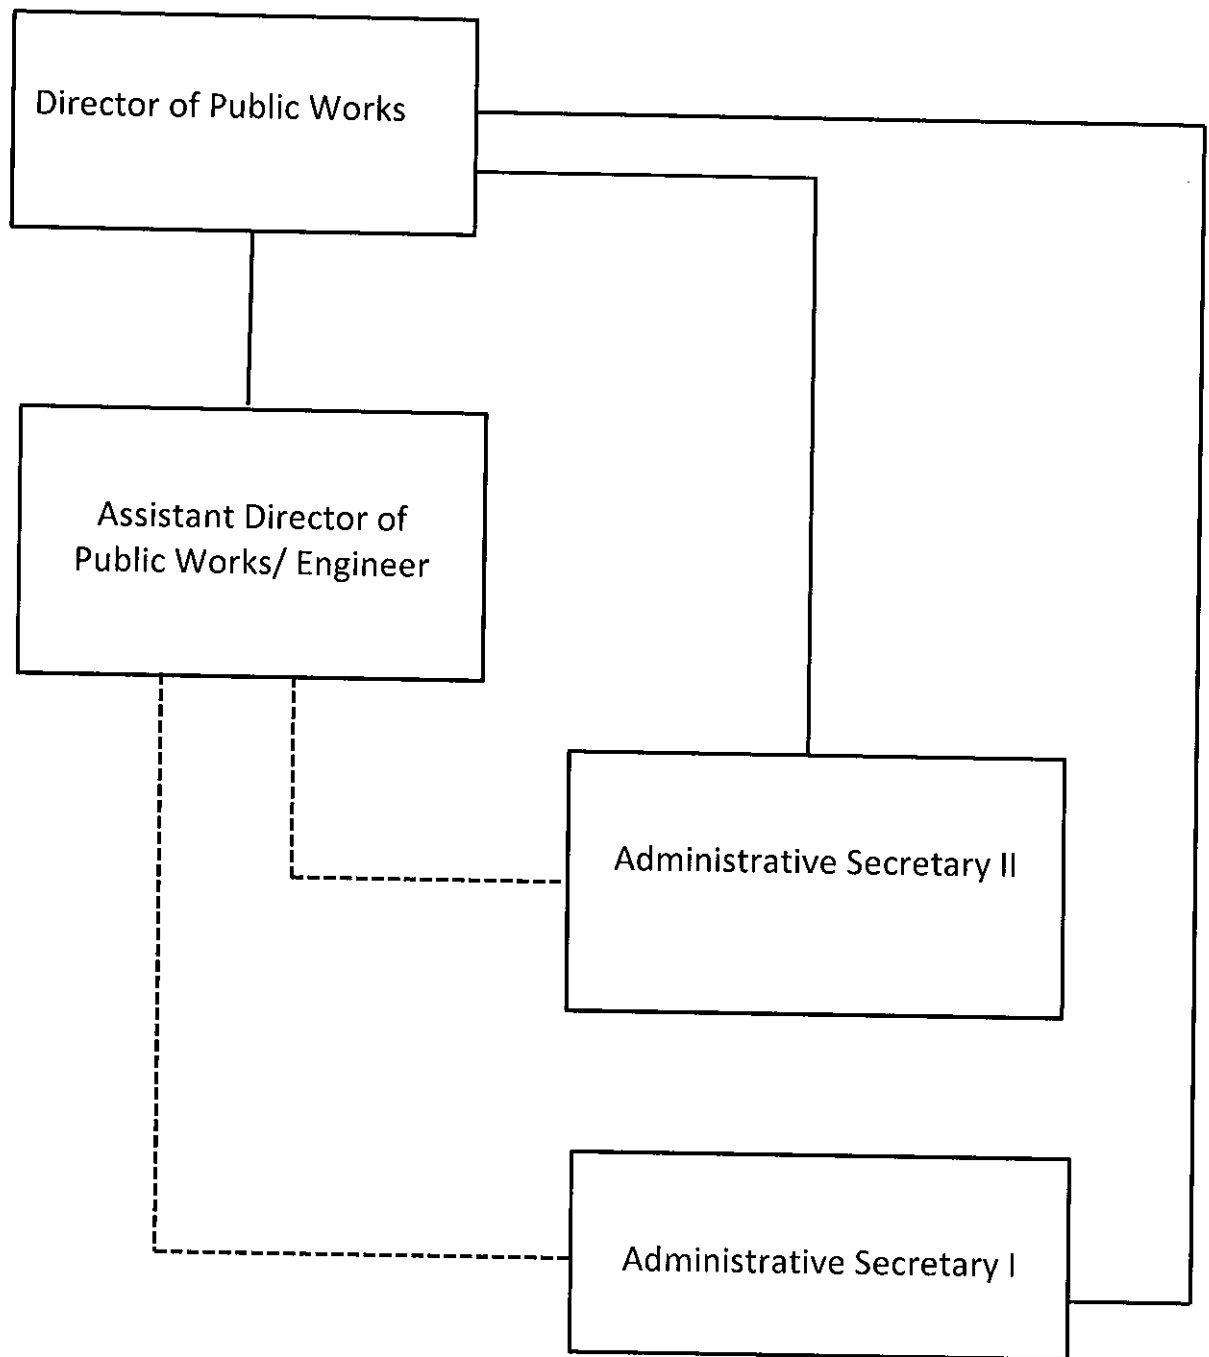 Director of Public Works
Assistant Director of
Public Works/ Engineer
Administrative Secretary II
Administrative Secretary I